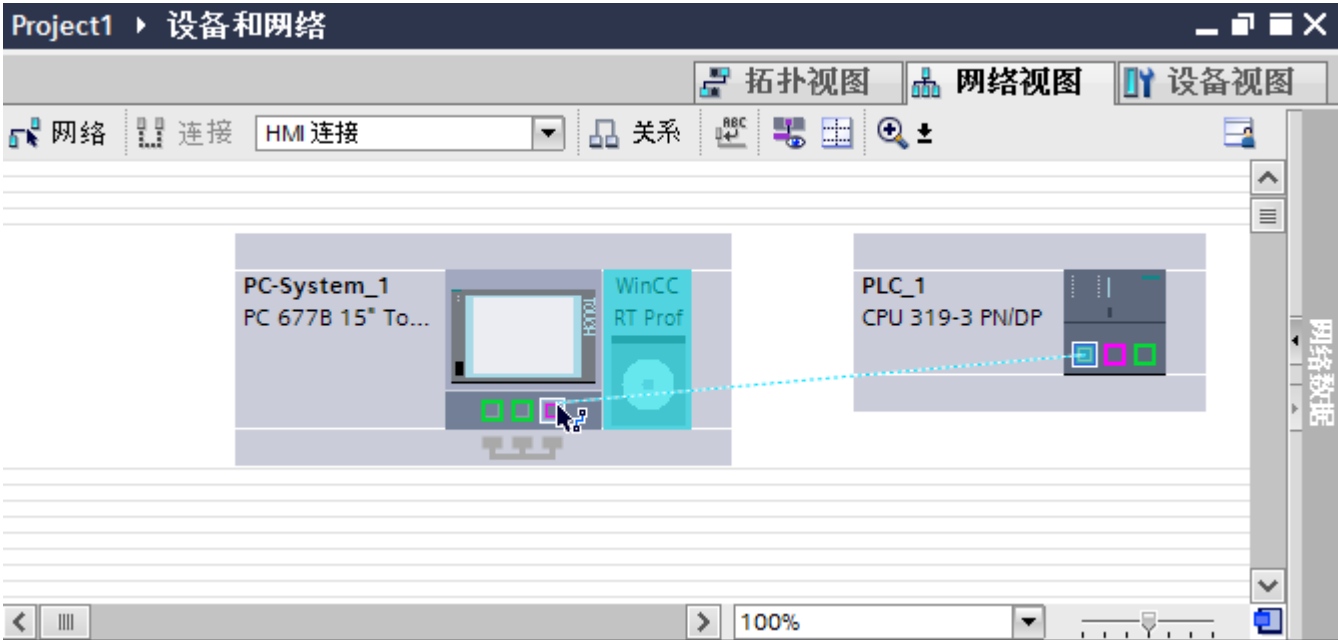 Project1 ▸ 设备和网络
拓扑视图 网络视图 设备视图
网络 连接 HMI 连接 关系 ABC
PC-System_1
PC 677B 15" To...
TOUCH
WinCC
RT Prof
PLC_1
CPU 319-3 PN/DP
网络数据
100%